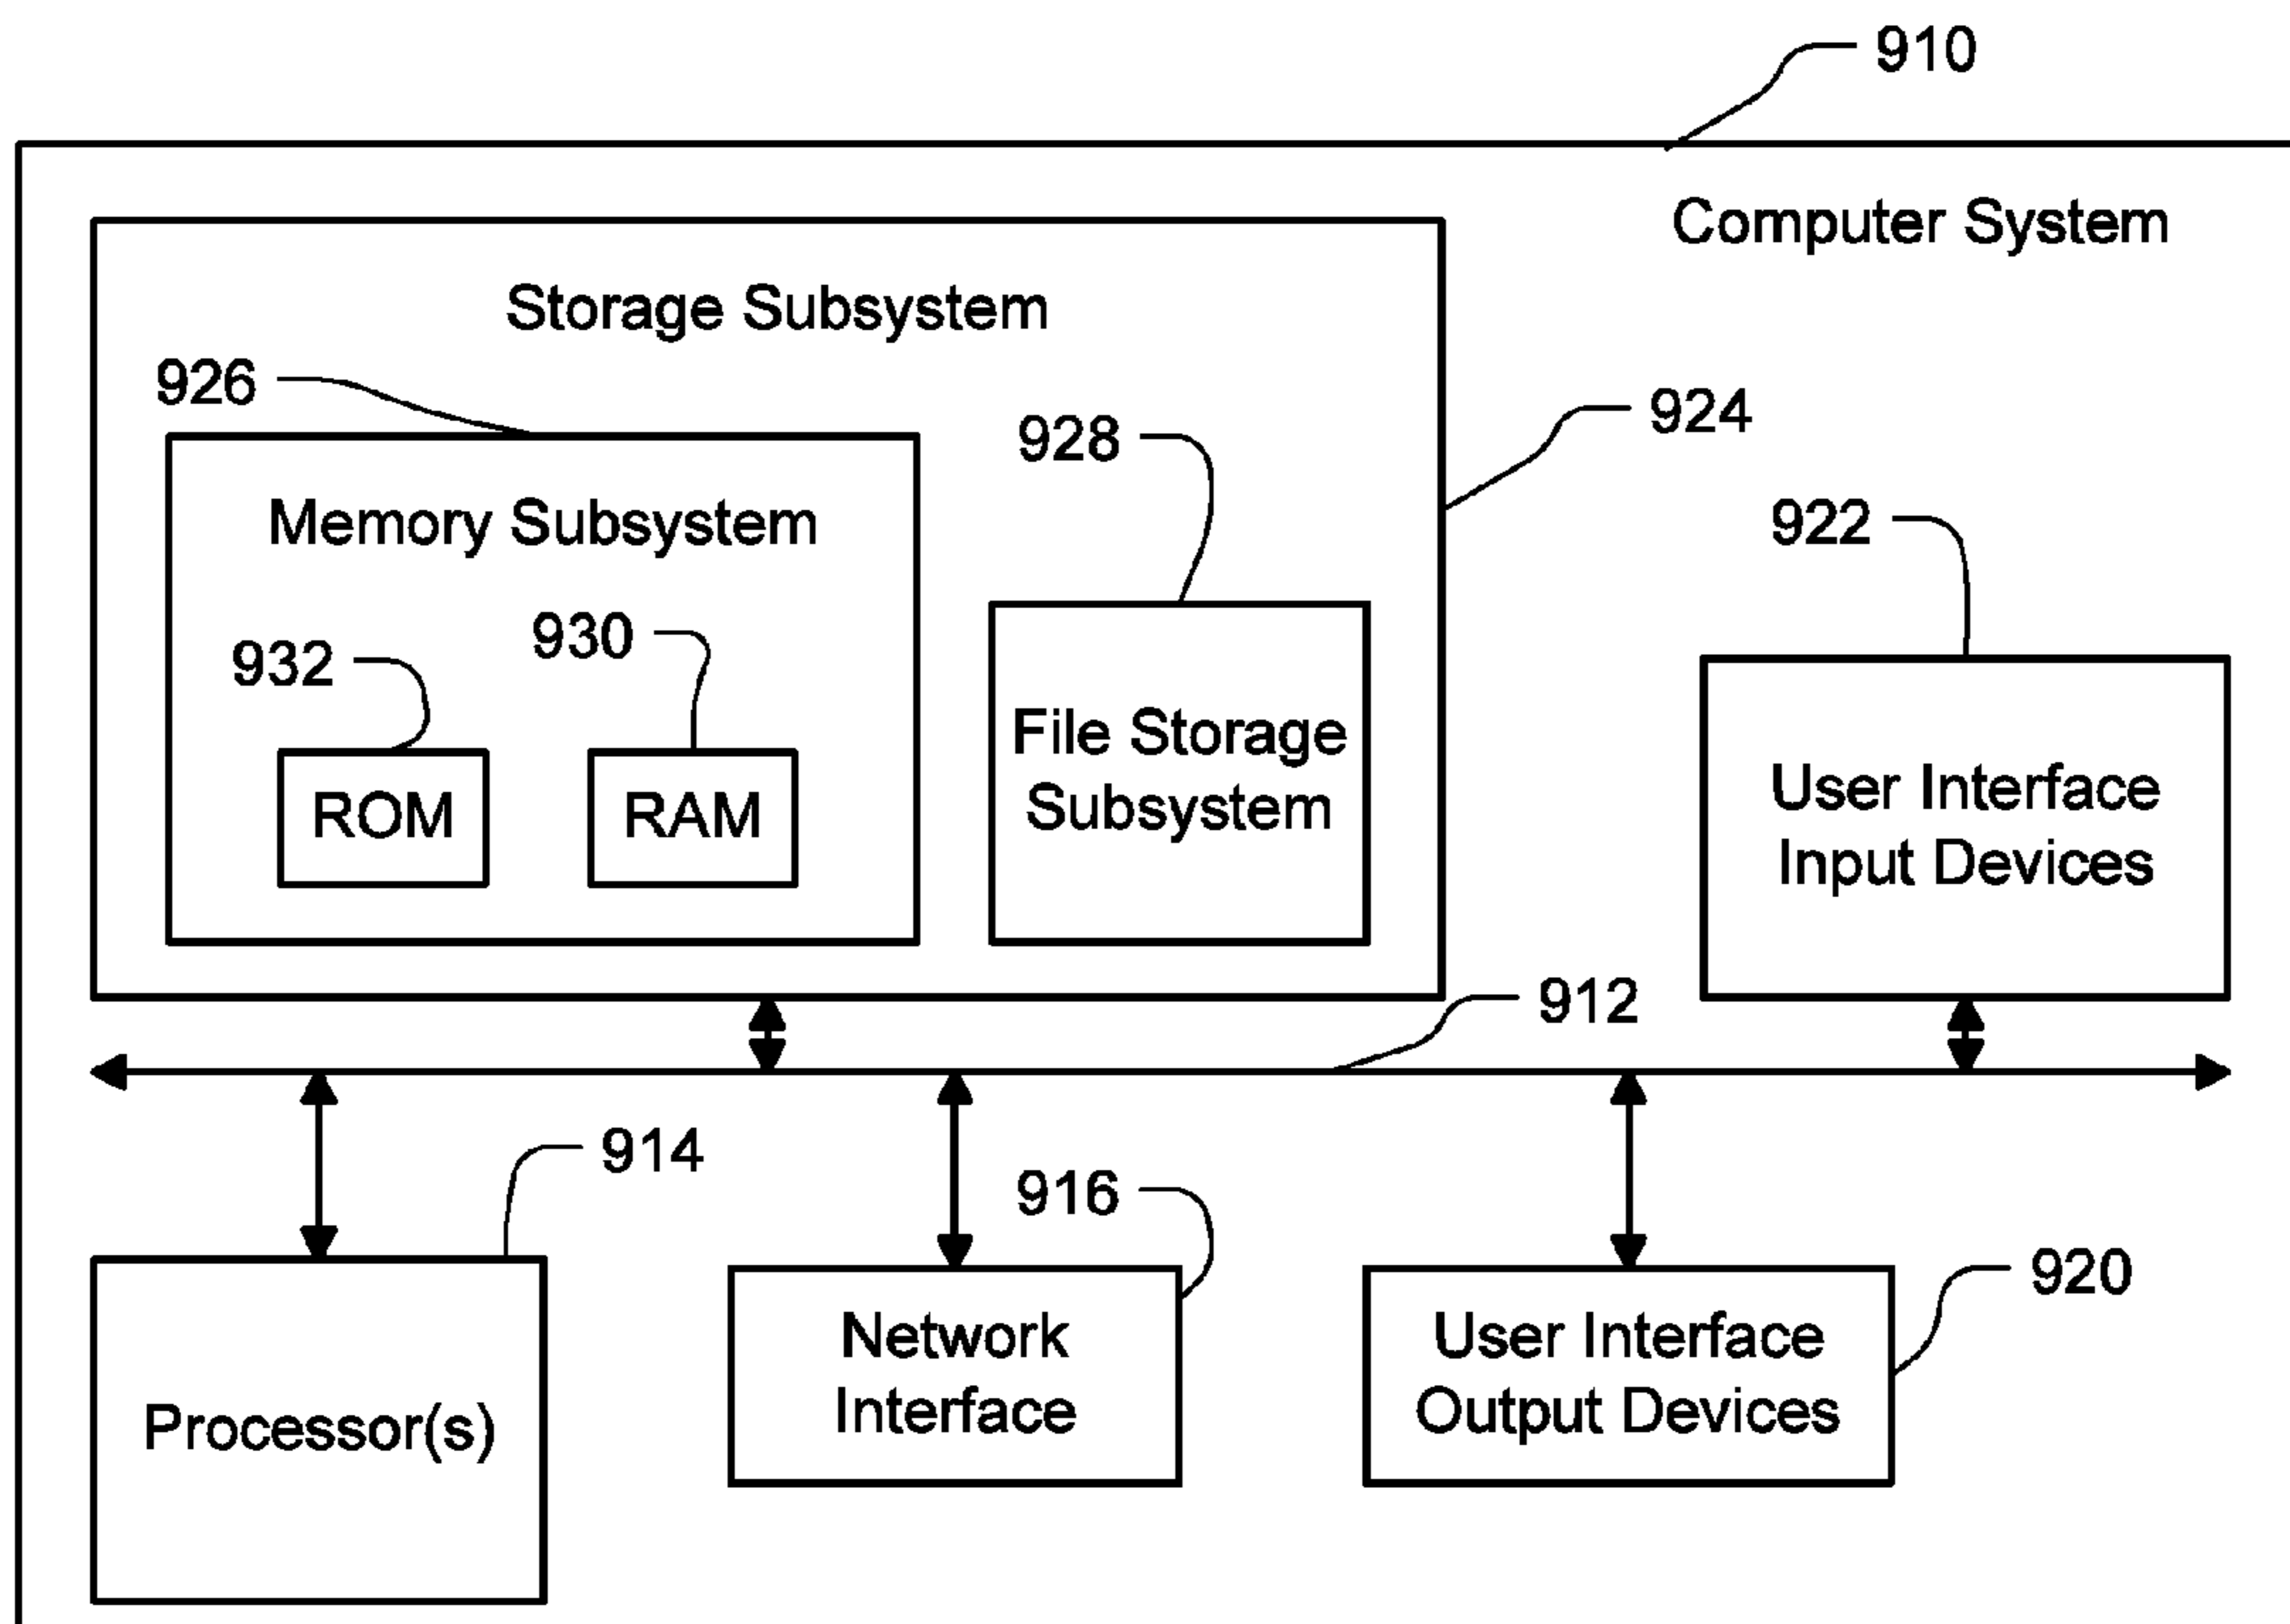 910
Computer System
Storage Subsystem
926
924
928
Memory Subsystem
922
930
932
File Storage
Subsystem
ROM
RAM
User Interface
Input Devices
912
914
916
920
Processor(s)
Network
Interface
User Interface
Output Devices